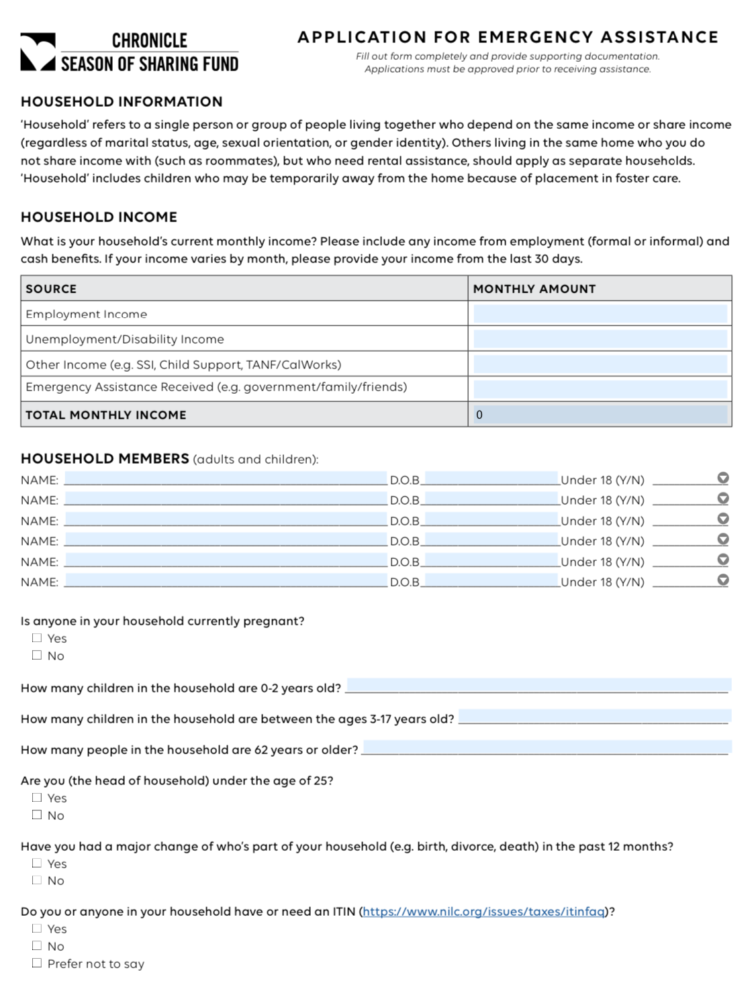 CHRONICLE
SEASON OF SHARING FUND
APPLICATION FOR EMERGENCY ASSISTANCE
Fill out form completely and provide supporting documentation.
Applications must be approved prior to receiving assistance.
HOUSEHOLD INFORMATION
‘Household’ refers to a single person or group of people living together who depend on the same income or share income
(regardless of marital status, age, sexual orientation, or gender identity). Others living in the same home who you do
not share income with (such as roommates), but who need rental assistance, should apply as separate households.
‘Household’ includes children who may be temporarily away from the home because of placement in foster care.
HOUSEHOLD INCOME
What is your household’s current monthly income? Please include any income from employment (formal or informal) and
cash benefits. If your income varies by month, please provide your income from the last 30 days.
SOURCE MONTHLY AMOUNT
Employment Income
Unemployment/Disability Income
Other Income (e.g. SSI, Child Support, TANF/CalWorks)
Emergency Assistance Received (e.g. government/family/friends)
TOTAL MONTHLY INCOME 0
HOUSEHOLD MEMBERS (adults and children):
NAME: D.O.B Under 18 (Y/N)
NAME: D.O.B Under 18 (Y/N)
NAME: D.O.B Under 18 (Y/N)
NAME: D.O.B Under 18 (Y/N)
NAME: D.O.B Under 18 (Y/N)
NAME: D.O.B Under 18 (Y/N)
Is anyone in your household currently pregnant?
Yes
No
How many children in the household are 0-2 years old?
How many children in the household are between the ages 3-17 years old?
How many people in the household are 62 years or older?
Are you (the head of household) under the age of 25?
Yes
No
Have you had a major change of who’s part of your household (e.g. birth, divorce, death) in the past 12 months?
Yes
No
Do you or anyone in your household have or need an ITIN (https://www.nilc.org/issues/taxes/itinfaq)?
Yes
No
Prefer not to say